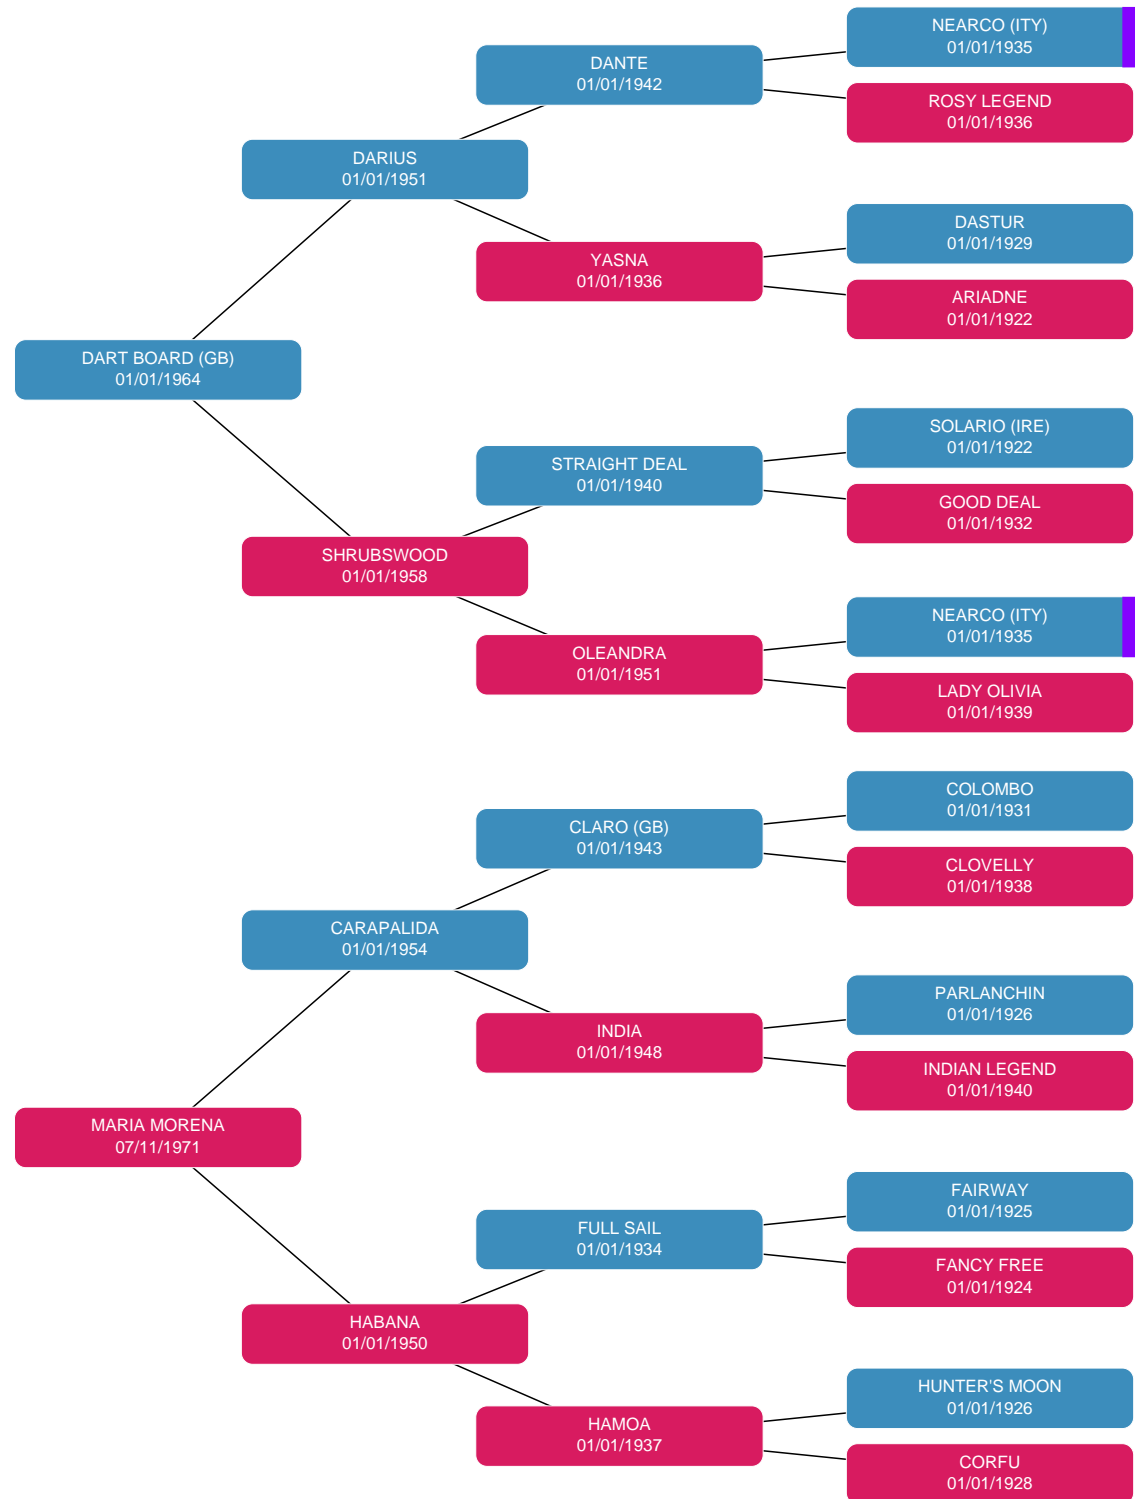 NEARCO (ITY)
01/01/1935
DANTE
01/01/1942
ROSY LEGEND
01/01/1936
DARIUS
01/01/1951
DASTUR
01/01/1929
YASNA
01/01/1936
ARIADNE
01/01/1922
DART BOARD (GB)
01/01/1964
SOLARIO (IRE)
01/01/1922
STRAIGHT DEAL
01/01/1940
GOOD DEAL
01/01/1932
SHRUBSWOOD
01/01/1958
NEARCO (ITY)
01/01/1935
OLEANDRA
01/01/1951
LADY OLIVIA
01/01/1939
COLOMBO
01/01/1931
CLARO (GB)
01/01/1943
CLOVELLY
01/01/1938
CARAPALIDA
01/01/1954
PARLANCHIN
01/01/1926
INDIA
01/01/1948
INDIAN LEGEND
01/01/1940
MARIA MORENA
07/11/1971
FAIRWAY
01/01/1925
FULL SAIL
01/01/1934
FANCY FREE
01/01/1924
HABANA
01/01/1950
HUNTER'S MOON
01/01/1926
HAMOA
01/01/1937
CORFU
01/01/1928